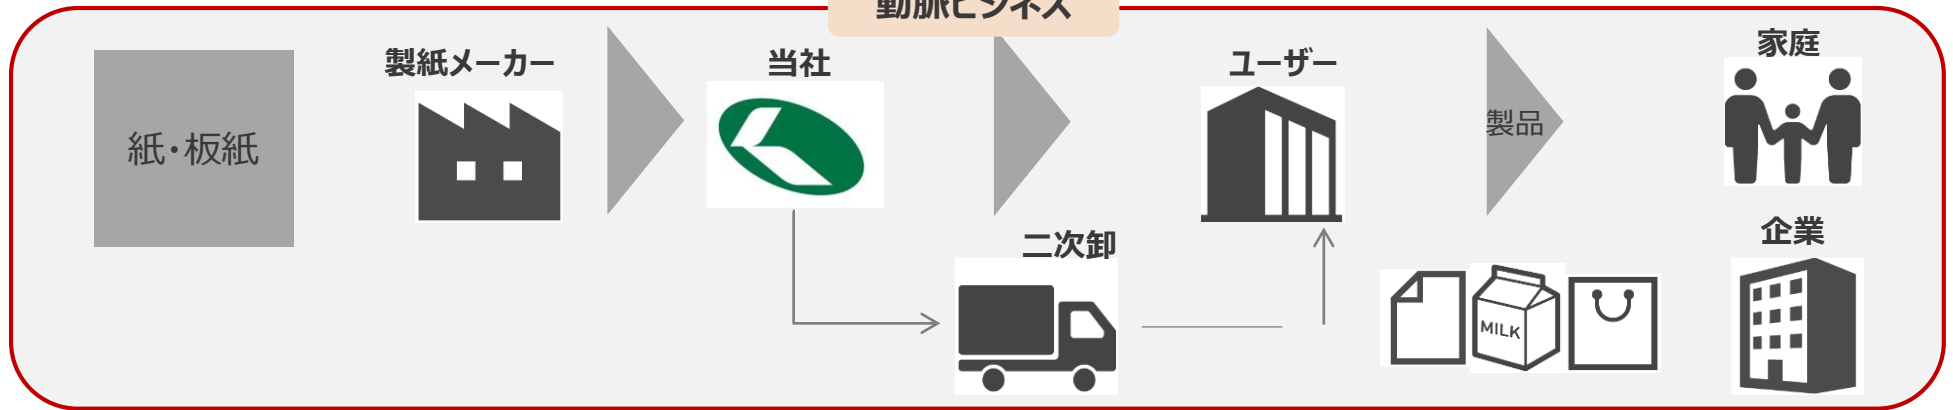 動脈ビジネス
紙・板紙
製紙メーカー
当社
ユーザー
製品
家庭
二次卸
企業
MILK